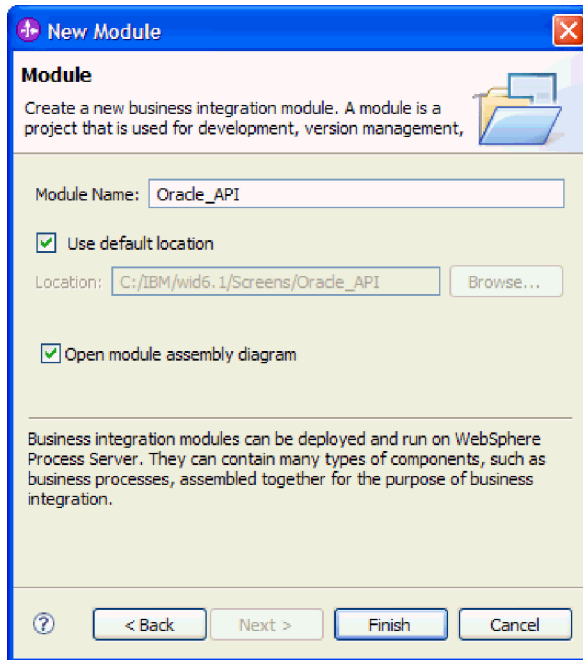 New Module
Module
Create a new business integration module. A module is a
project that is used for development, version management,
Module Name: Oracle_API
Use default location
Location: C:/IBM/wid6.1/Screens/Oracle_API Browse...
Open module assembly diagram
Business integration modules can be deployed and run on WebSphere
Process Server. They can contain many types of components, such as
business processes, assembled together for the purpose of business
integration.
? < Back Next > Finish Cancel